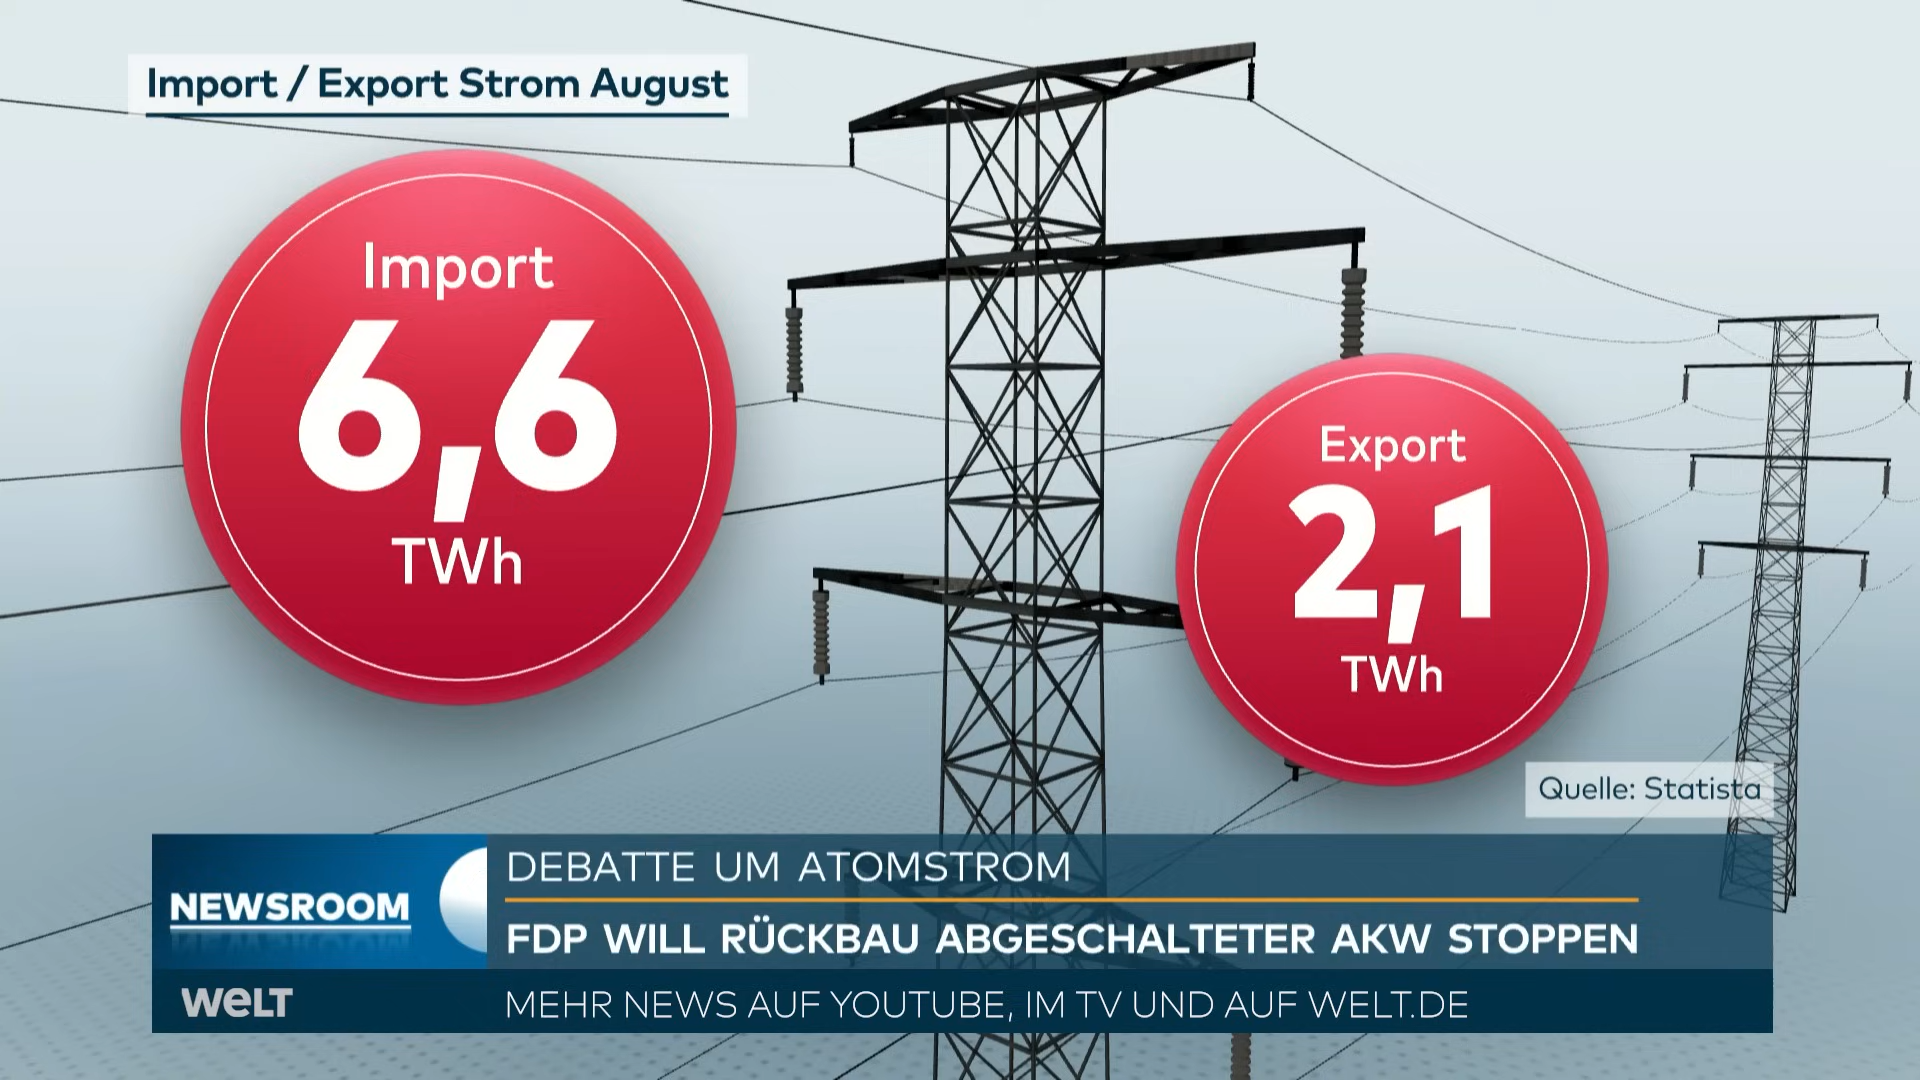 Import / Export Strom August
Import
6,6
TWh
Export
2,1
TWh
Quelle: Statista
NEWSROOM
DEBATTE UM ATOMSTROM
FDP WILL RÜCKBAU ABGESCHALTETER AKW STOPPEN
WELT
MEHR NEWS AUF YOUTUBE, IM TV UND AUF WELT.DE